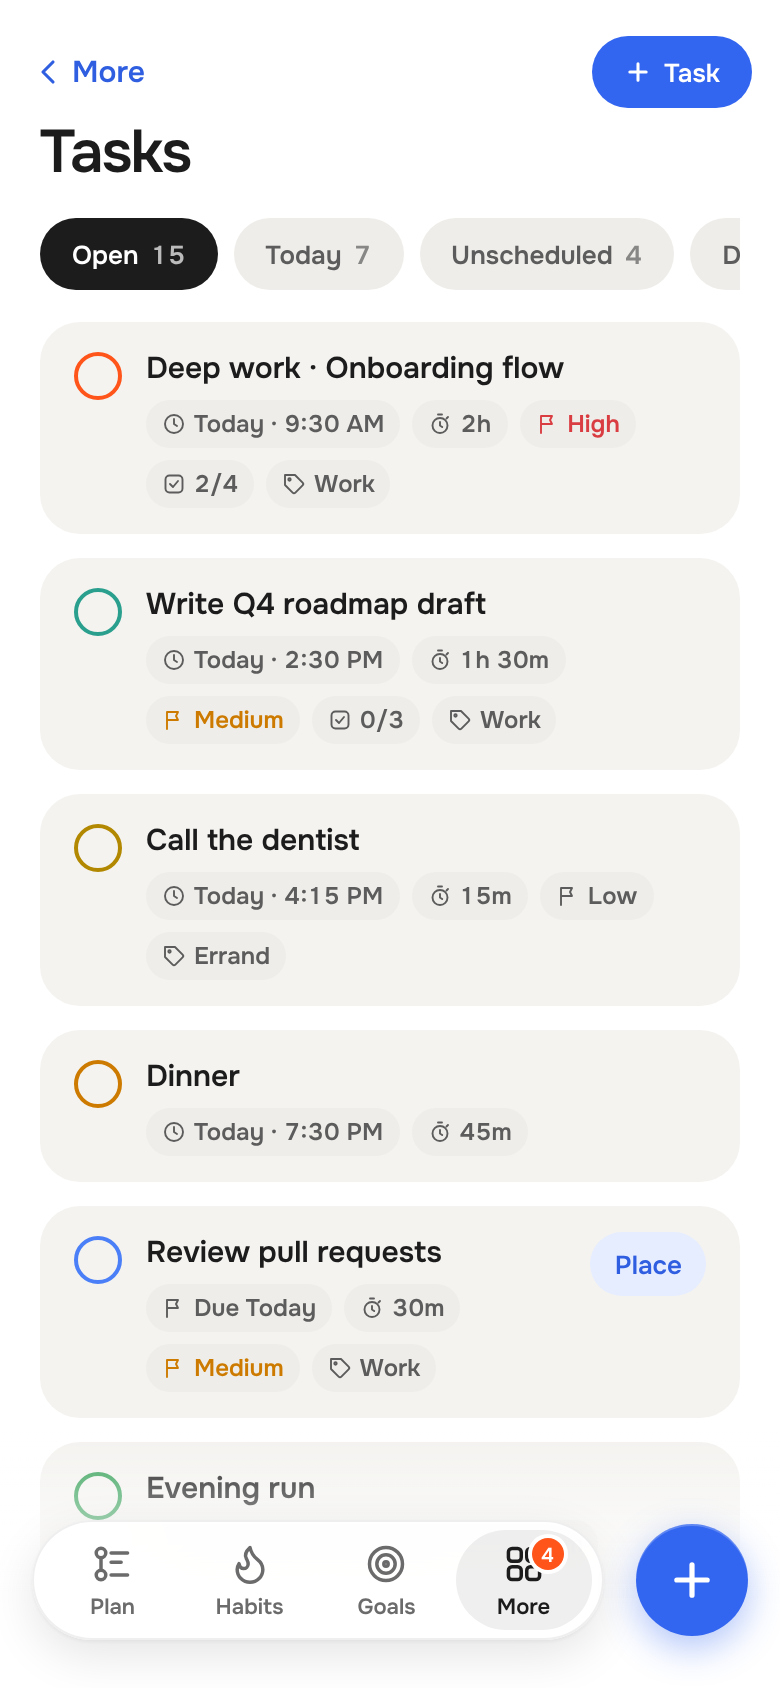 More
+ Task
Tasks
Open 15 Today 7 Unscheduled 4 D
Deep work · Onboarding flow
Today · 9:30 AM 2h High
2/4 Work
Write Q4 roadmap draft
Today · 2:30 PM 1h 30m
Medium 0/3 Work
Call the dentist
Today · 4:15 PM 15m Low
Errand
Dinner
Today · 7:30 PM 45m
Review pull requests Place
Due Today 30m
Medium Work
Evening run
4
Plan Habits Goals More